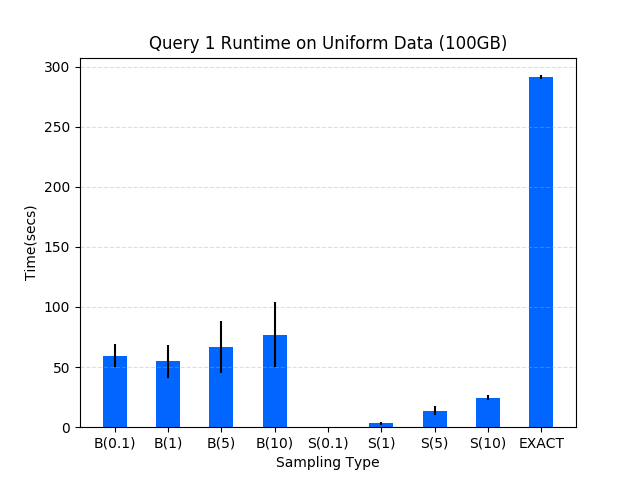 Query 1 Runtime on Uniform Data (100GB)
300
250
200
150
100
50
0
Time(secs)
B(0.1) B(1) B(5) B(10) S(0.1) S(1) S(5) S(10) EXACT
Sampling Type